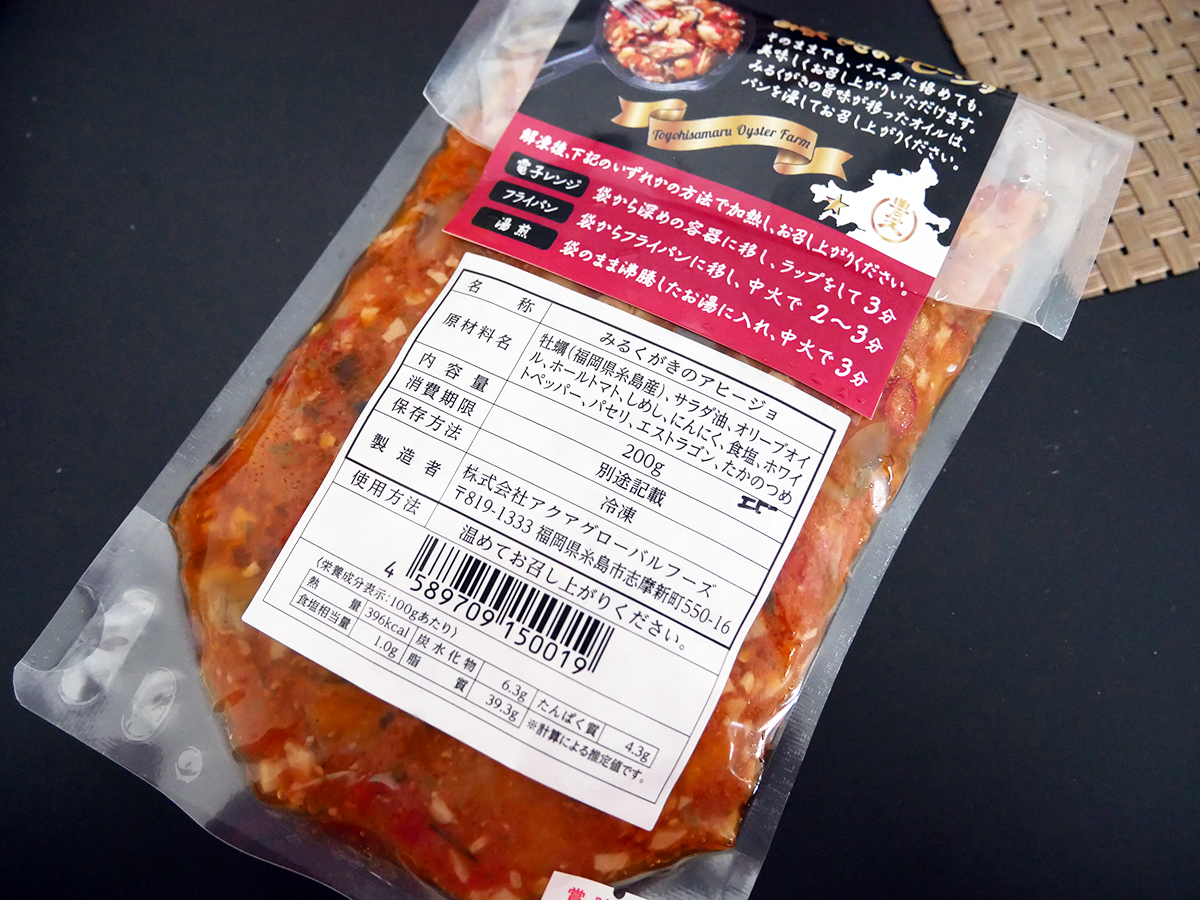 そのままでも、パスタに絡めても、
美味しくお召し上がりいただけます。
みるくがきの旨味が移ったオイルは、
パンを浸してお召し上がりください。
Toyohisamaru Oyster Farm
解凍後、下記のいずれかの方法で加熱し、お召し上がりください。
電子レンジ 袋から深めの容器に移し、ラップをして3分
フライパン 袋からフライパンに移し、中火で 2〜3分
湯煎 袋のまま沸騰したお湯に入れ、中火で3分
名称 みるくがきのアヒージョ
原材料名 牡蠣(福岡県糸島産)、サラダ油、オリーブオイ
ル、ホールトマト、しめじ、にんにく、食塩、ホワイ
トペッパー、パセリ、エストラゴン、たかのつめ
内容量 200g
消費期限 別途記載
保存方法 冷凍
製造者 株式会社アクアグローバルフーズ
〒819-1333 福岡県糸島市志摩新町550-16
使用方法 温めてお召し上がりください。
4 589709 150019
(栄養成分表示:100gあたり)
熱量 396kcal 炭水化物 6.3g たんぱく質 4.3g
食塩相当量 1.0g 脂質 39.3g ※計算による推定値です。